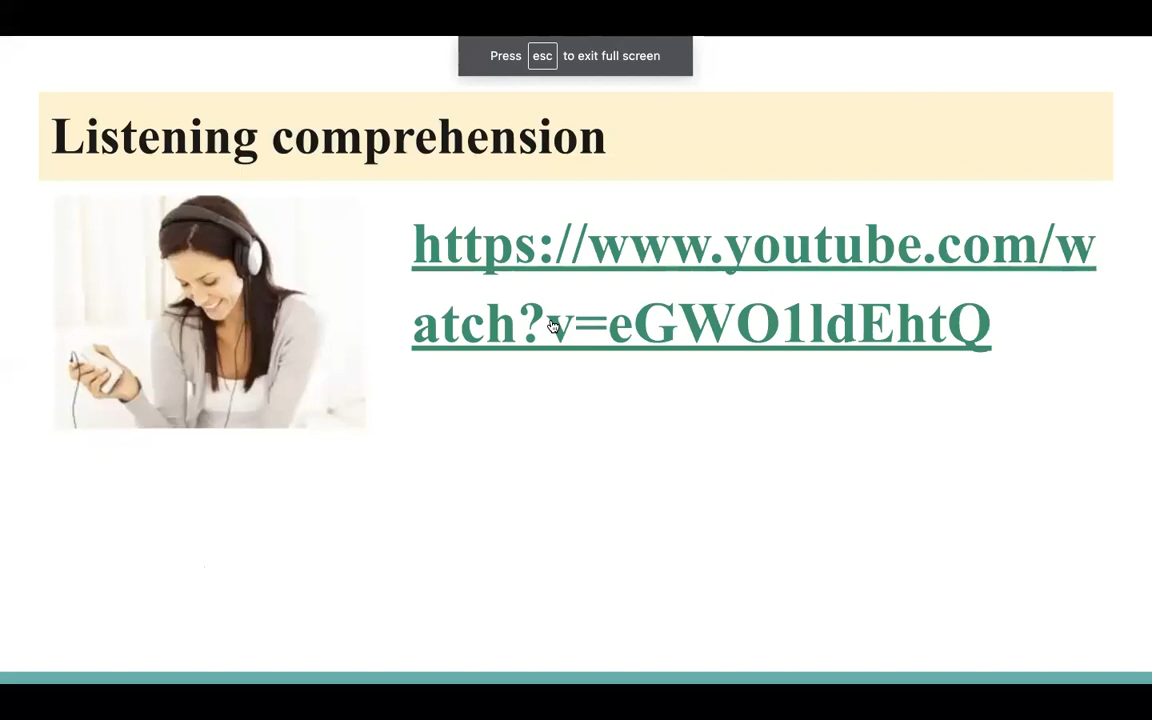 Press esc to exit full screen
Listening comprehension
https://www.youtube.com/w
atch?v=eGWO1ldEhtQ